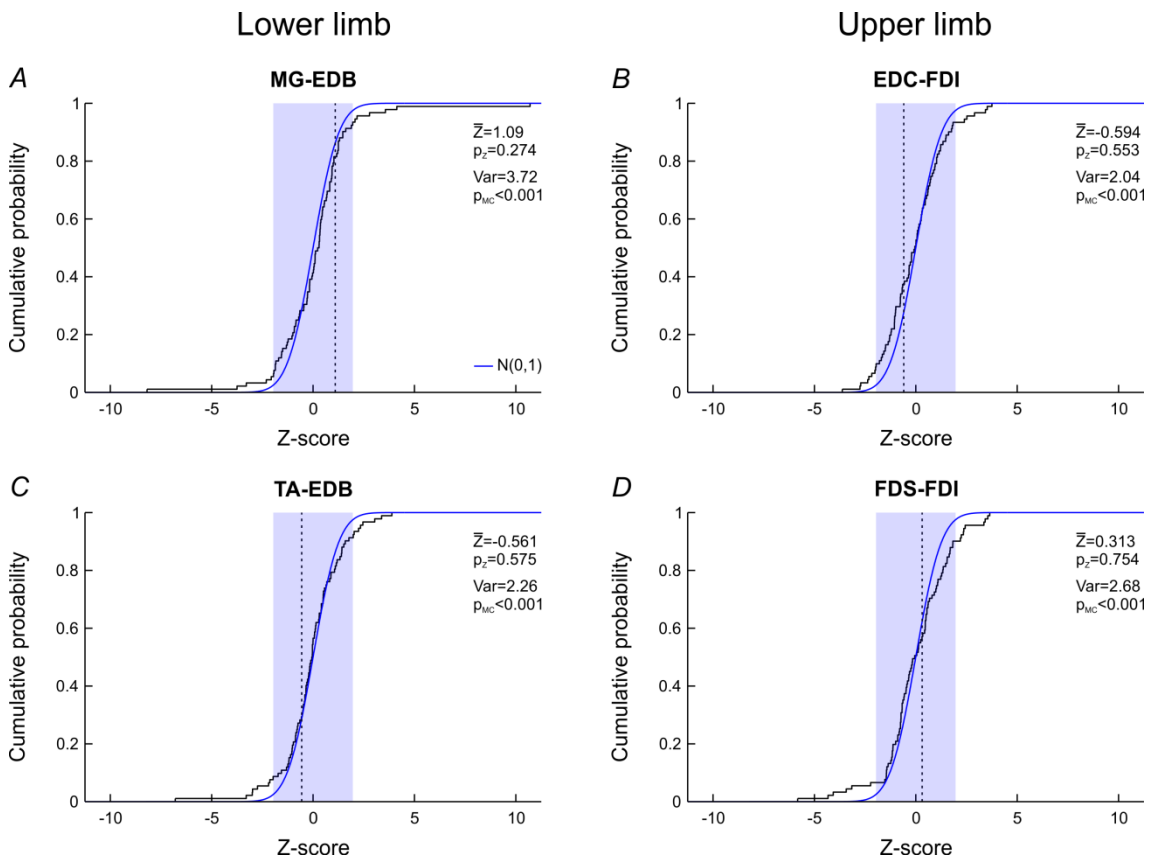 Lower limb
Upper limb
A
MG-EDB
1
0.8
0.6
0.4
0.2
0
Cumulative probability
Z̅=1.09
p_Z=0.274
Var=3.72
p_MC<0.001
N(0,1)
-10
-5
0
5
10
Z-score
B
EDC-FDI
1
0.8
0.6
0.4
0.2
0
Cumulative probability
Z̅=-0.594
p_Z=0.553
Var=2.04
p_MC<0.001
-10
-5
0
5
10
Z-score
C
TA-EDB
1
0.8
0.6
0.4
0.2
0
Cumulative probability
Z̅=-0.561
p_Z=0.575
Var=2.26
p_MC<0.001
-10
-5
0
5
10
Z-score
D
FDS-FDI
1
0.8
0.6
0.4
0.2
0
Cumulative probability
Z̅=0.313
p_Z=0.754
Var=2.68
p_MC<0.001
-10
-5
0
5
10
Z-score